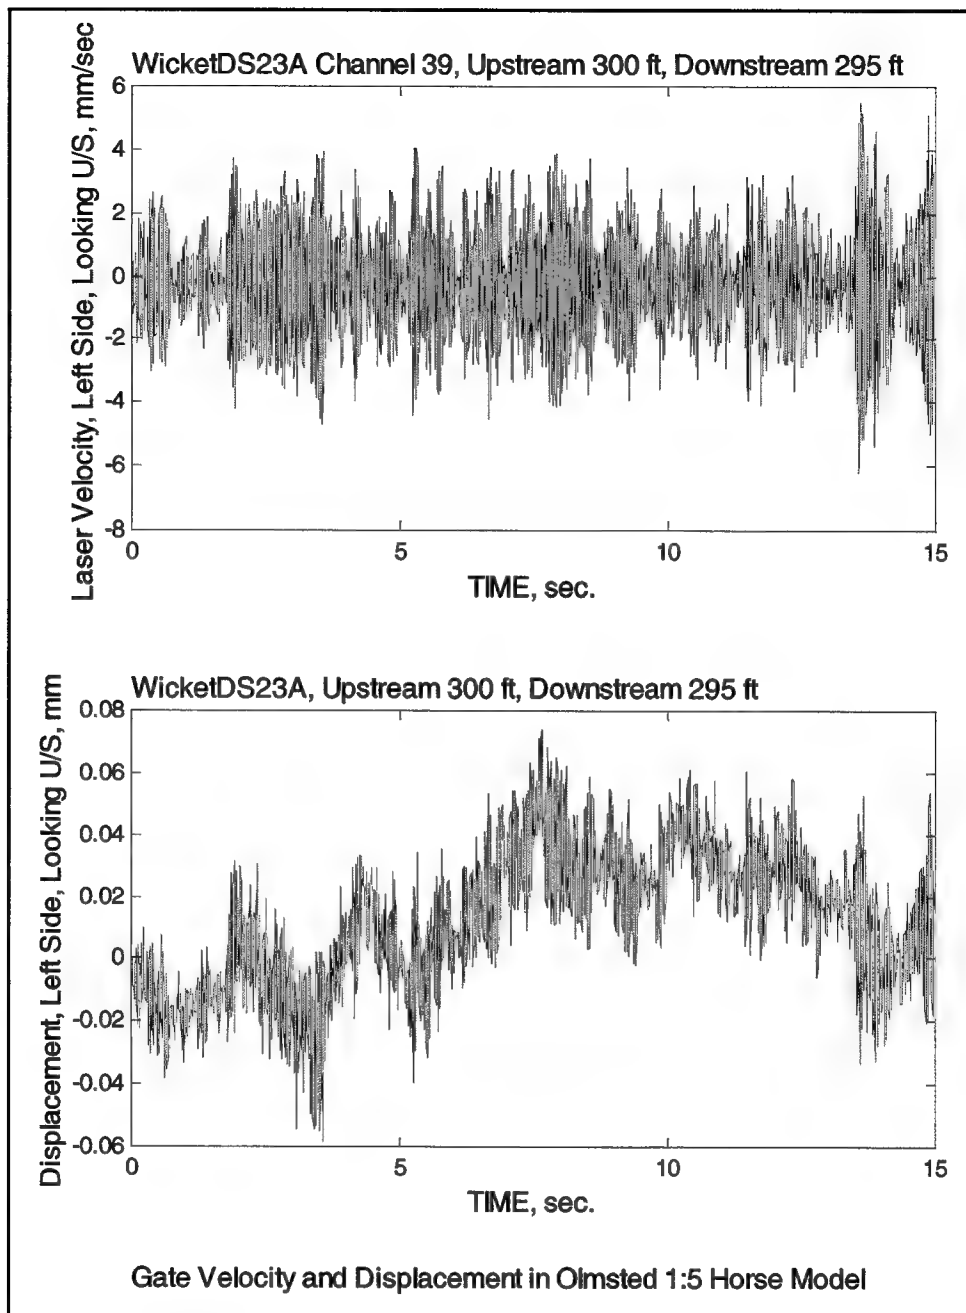 WicketDS23A Channel 39, Upstream 300 ft, Downstream 295 ft
Laser Velocity, Left Side, Looking U/S, mm/sec
6
4
2
0
-2
-4
-6
-8
0 5 10 15
TIME, sec.
WicketDS23A, Upstream 300 ft, Downstream 295 ft
Displacement, Left Side, Looking U/S, mm
0.08
0.06
0.04
0.02
0
-0.02
-0.04
-0.06
0 5 10 15
TIME, sec.
Gate Velocity and Displacement in Olmsted 1:5 Horse Model